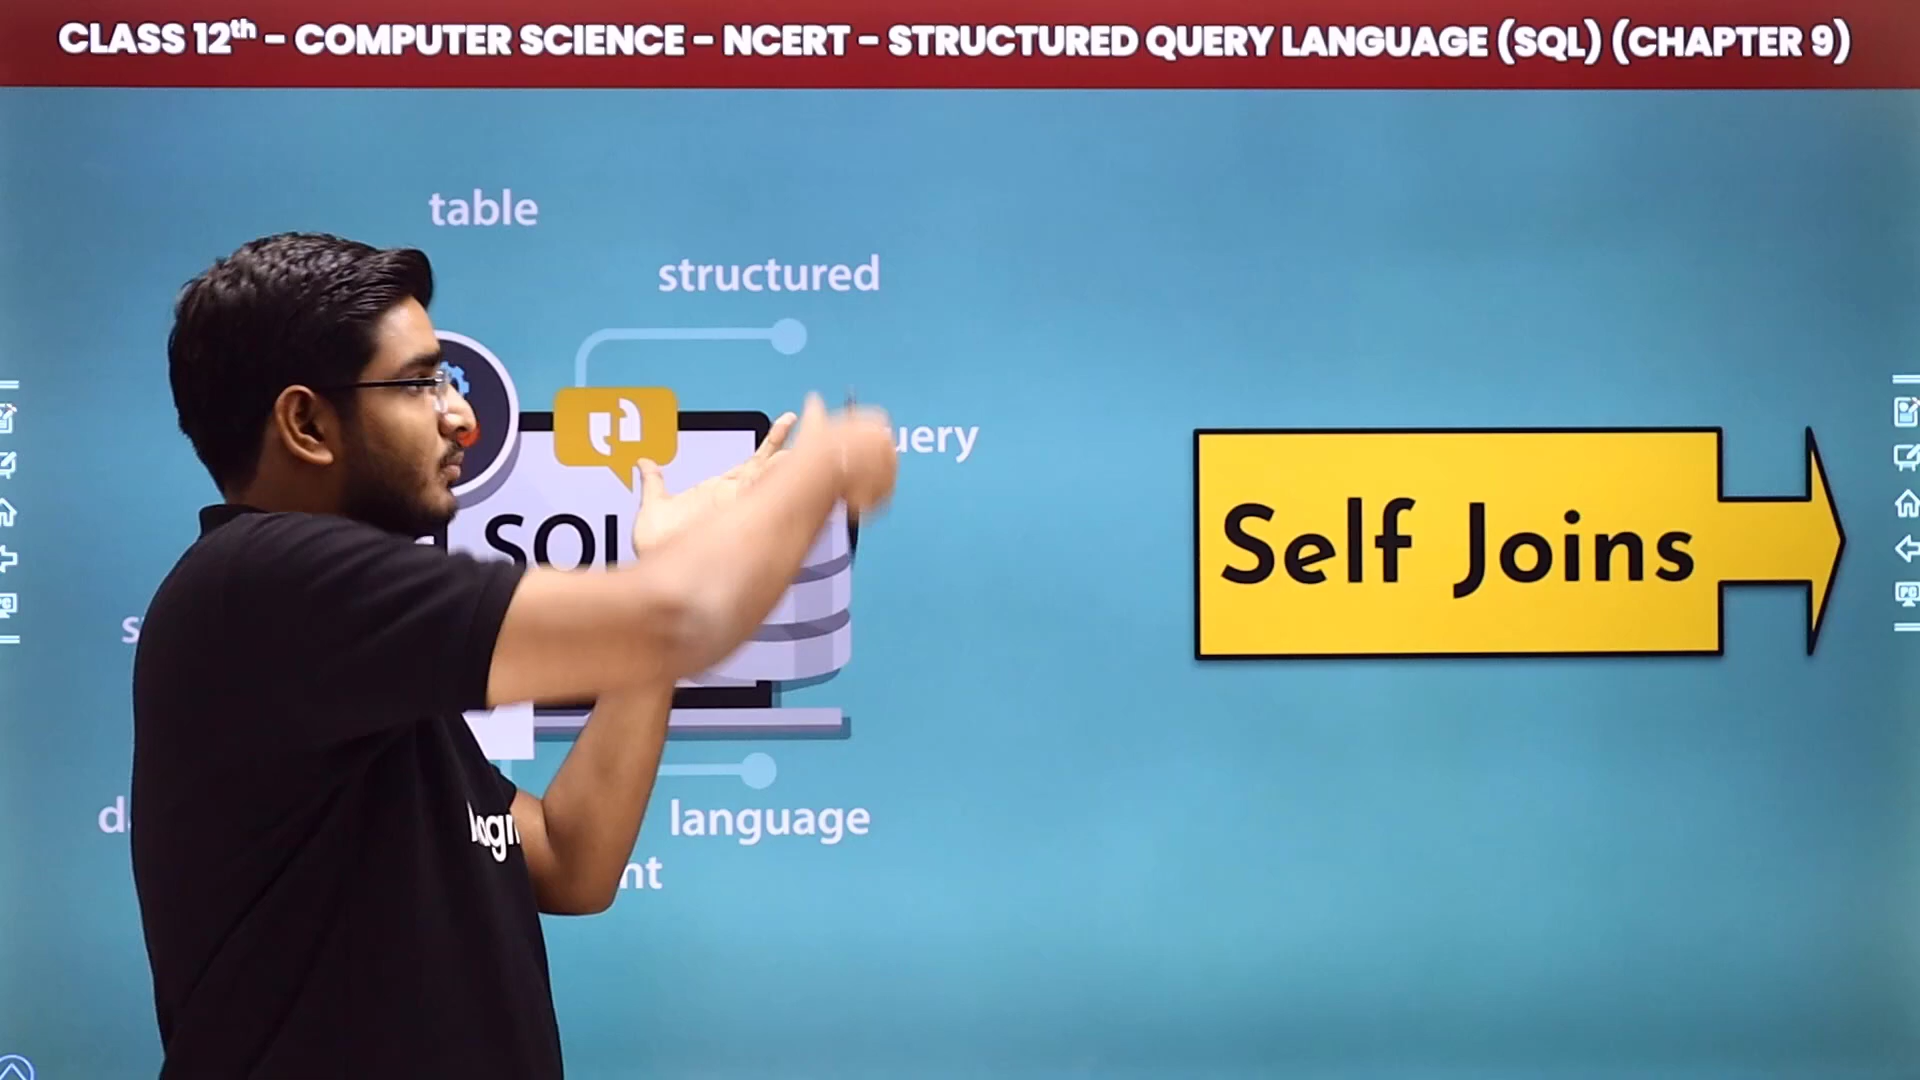 CLASS 12th - COMPUTER SCIENCE - NCERT - STRUCTURED QUERY LANGUAGE (SQL) (CHAPTER 9)
table
structured
Self Joins
language